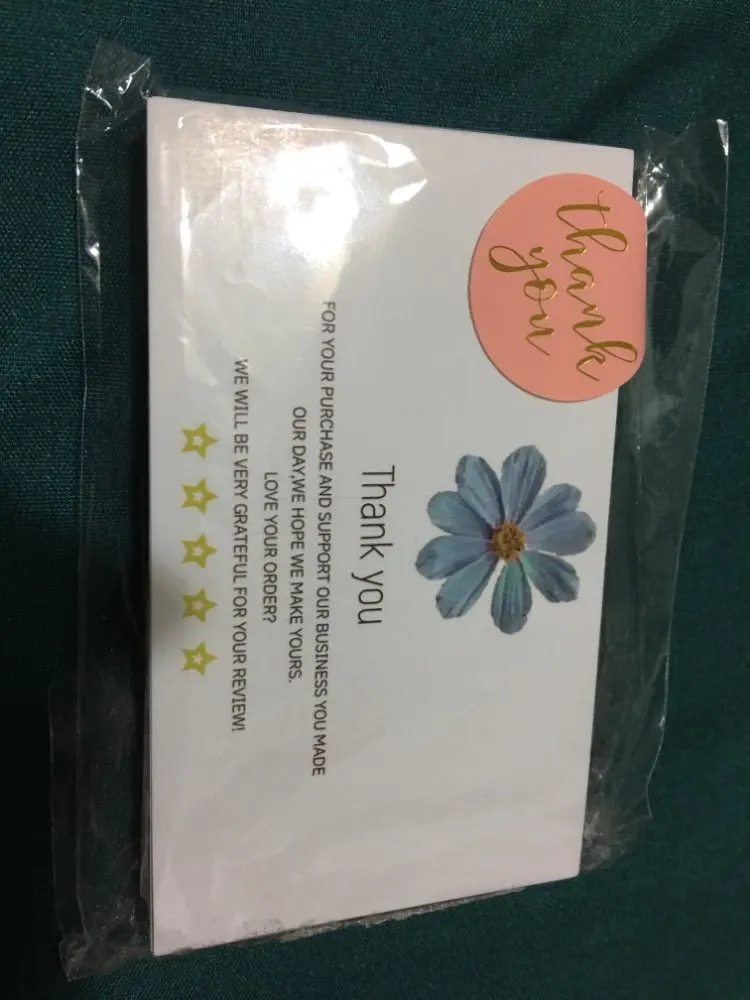 thank
you
Thank you
FOR YOUR PURCHASE AND SUPPORT OUR BUSINESS YOU MADE
OUR DAY,WE HOPE WE MAKE YOURS.
LOVE YOUR ORDER?
WE WILL BE VERY GRATEFUL FOR YOUR REVIEW!